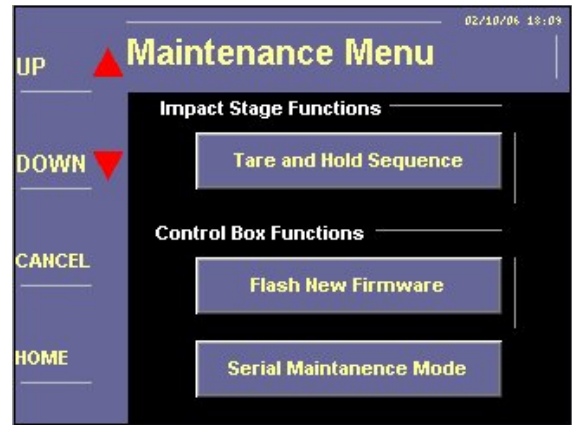 02/10/06 18:09
Maintenance Menu
UP
Impact Stage Functions
DOWN
Tare and Hold Sequence
Control Box Functions
CANCEL
Flash New Firmware
HOME
Serial Maintanence Mode